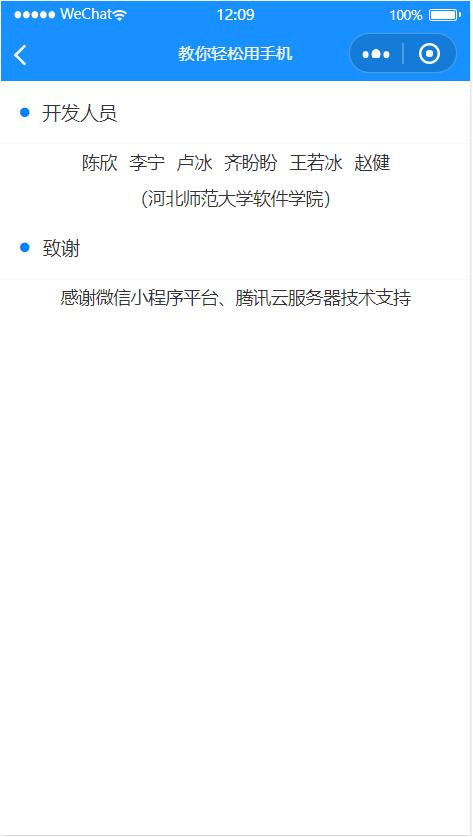 WeChat 12:09 100%
教你轻松用手机
开发人员
陈欣 李宁 卢冰 齐盼盼 王若冰 赵健
（河北师范大学软件学院）
致谢
感谢微信小程序平台、腾讯云服务器技术支持